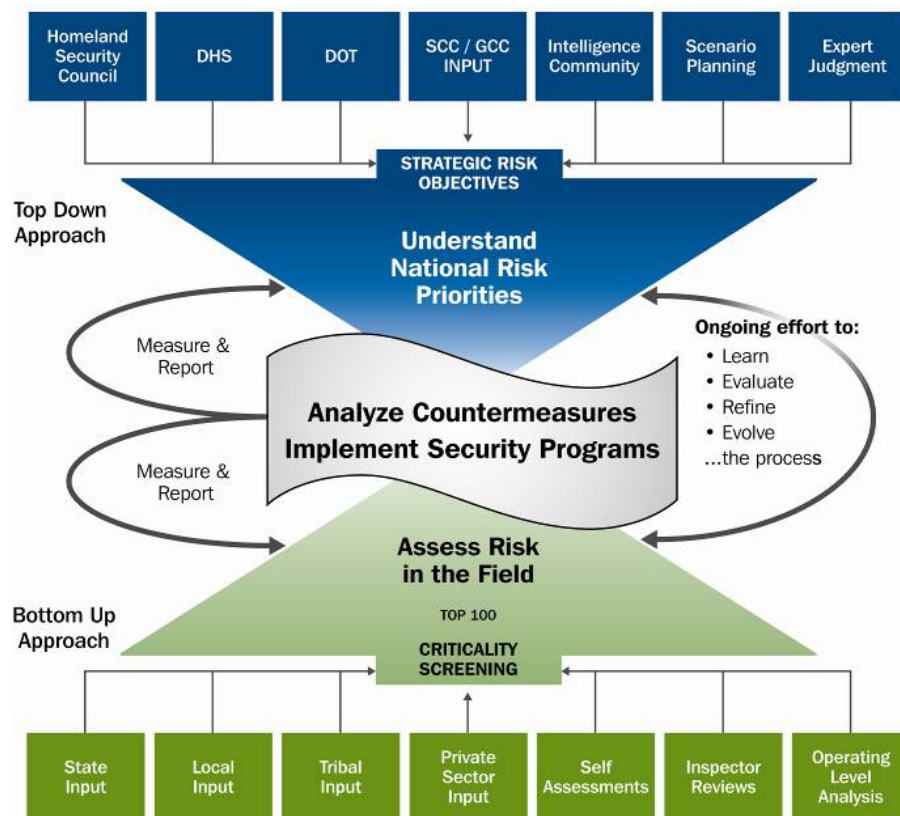 Homeland
Security
Council
DHS
DOT
SCC / GCC
INPUT
Intelligence
Community
Scenario
Planning
Expert
Judgment
STRATEGIC RISK
OBJECTIVES
Top Down
Approach
Understand
National Risk
Priorities
Measure &
Report
Ongoing effort to:
• Learn
• Evaluate
• Refine
• Evolve
...the process
Analyze Countermeasures
Implement Security Programs
Measure &
Report
Assess Risk
in the Field
TOP 100
Bottom Up
Approach
CRITICALITY
SCREENING
State
Input
Local
Input
Tribal
Input
Private
Sector
Input
Self
Assessments
Inspector
Reviews
Operating
Level
Analysis